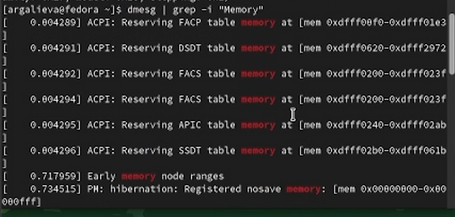 [argalieva@fedora ~]$ dmesg | grep -i "Memory"
[    0.004289] ACPI: Reserving FACP table memory at [mem 0xdfff00f0-0xdfff01e3
]
[    0.004291] ACPI: Reserving DSDT table memory at [mem 0xdfff0620-0xdfff2972
]
[    0.004292] ACPI: Reserving FACS table memory at [mem 0xdfff0200-0xdfff023f
]
[    0.004294] ACPI: Reserving FACS table memory at [mem 0xdfff0200-0xdfff023f
]
[    0.004295] ACPI: Reserving APIC table memory at [mem 0xdfff0240-0xdfff02ab
]
[    0.004296] ACPI: Reserving SSDT table memory at [mem 0xdfff02b0-0xdfff061b
]
[    0.717959] Early memory node ranges
[    0.734515] PM: hibernation: Registered nosave memory: [mem 0x00000000-0x00
000fff]